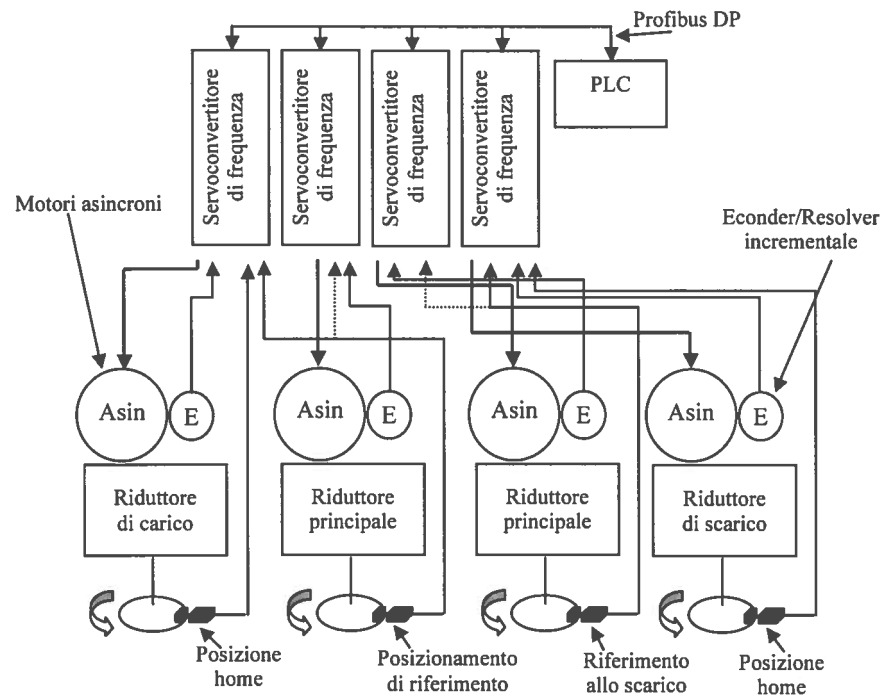 Profibus DP
Servoconvertitore
di frequenza
Servoconvertitore
di frequenza
Servoconvertitore
di frequenza
Servoconvertitore
di frequenza
PLC
Motori asincroni
Econder/Resolver
incrementale
Asin
E
Asin
E
Asin
E
Asin
E
Riduttore
di carico
Riduttore
principale
Riduttore
principale
Riduttore
di scarico
Posizione
home
Posizionamento
di riferimento
Riferimento
allo scarico
Posizione
home